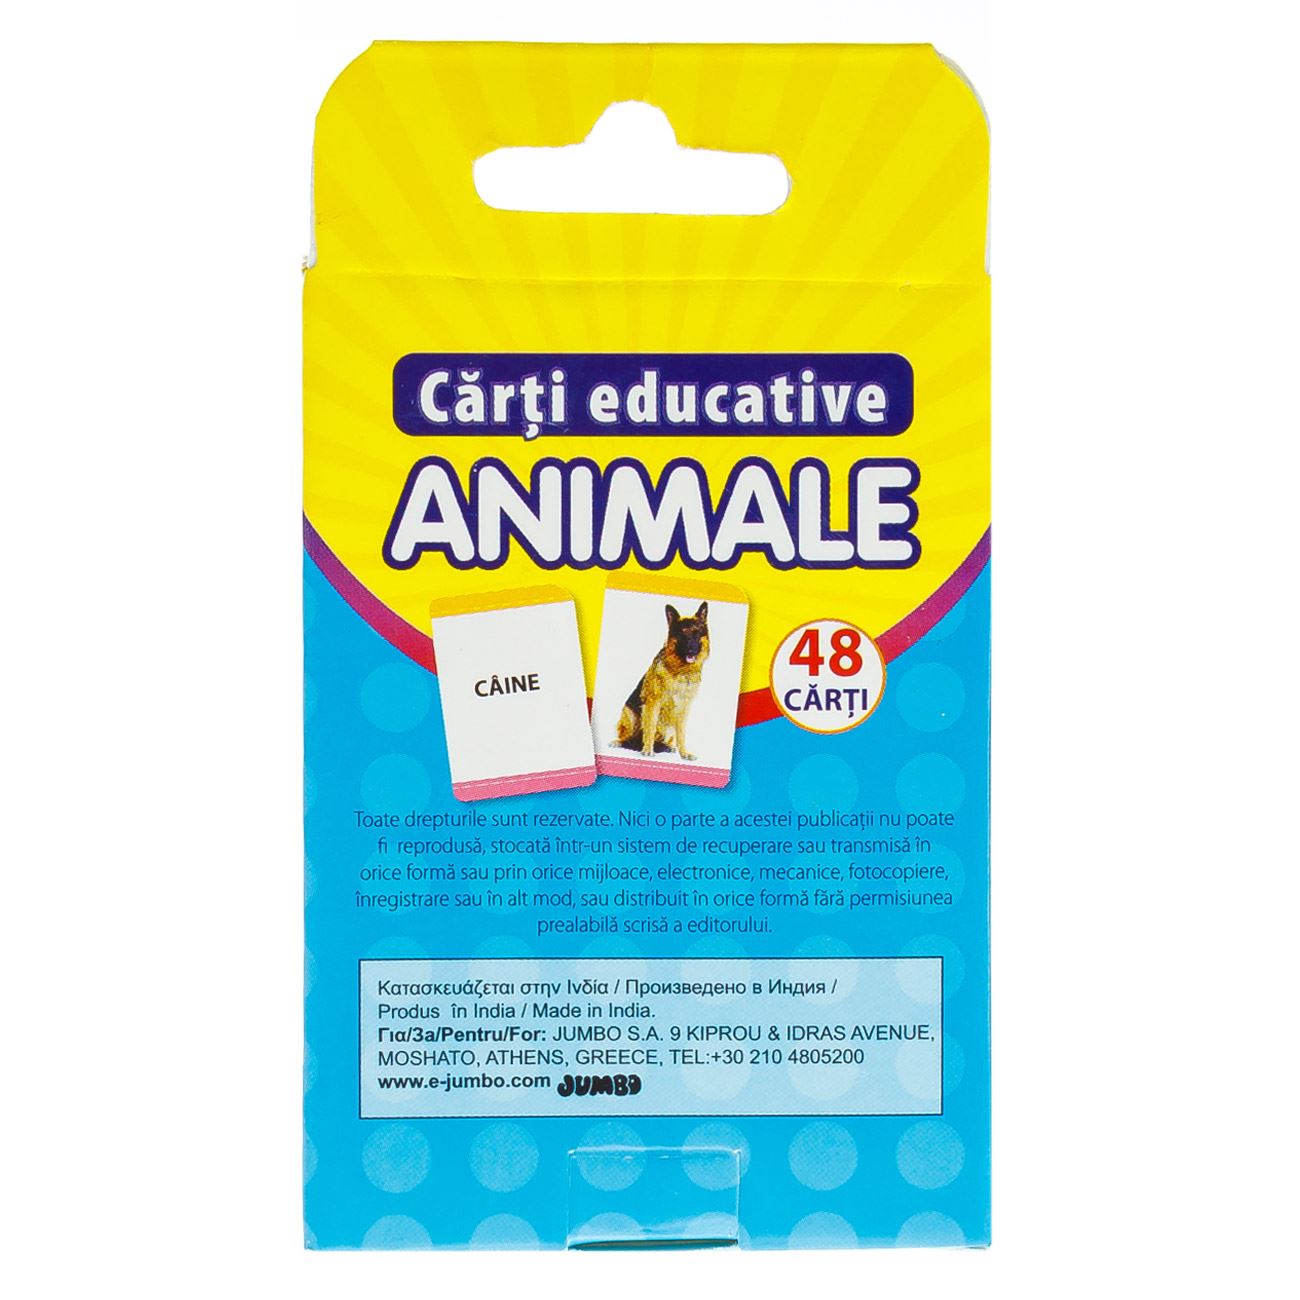 Cărți educative
ANIMALE
CÂINE
48
CĂRȚI
Toate drepturile sunt rezervate. Nici o parte a acestei publicații nu poate
fi reprodusă, stocată într-un sistem de recuperare sau transmisă în
orice formă sau prin orice mijloace, electronice, mecanice, fotocopiere,
înregistrare sau în alt mod, sau distribuit în orice formă fără permisiunea
prealabilă scrisă a editorului.
Κατασκευάζεται στην Ινδία / Произведено в Индия /
Produs în India / Made in India.
Για/За/Pentru/For: JUMBO S.A. 9 KIPROU & IDRAS AVENUE,
MOSHATO, ATHENS, GREECE, TEL:+30 210 4805200
www.e-jumbo.com JUMBO